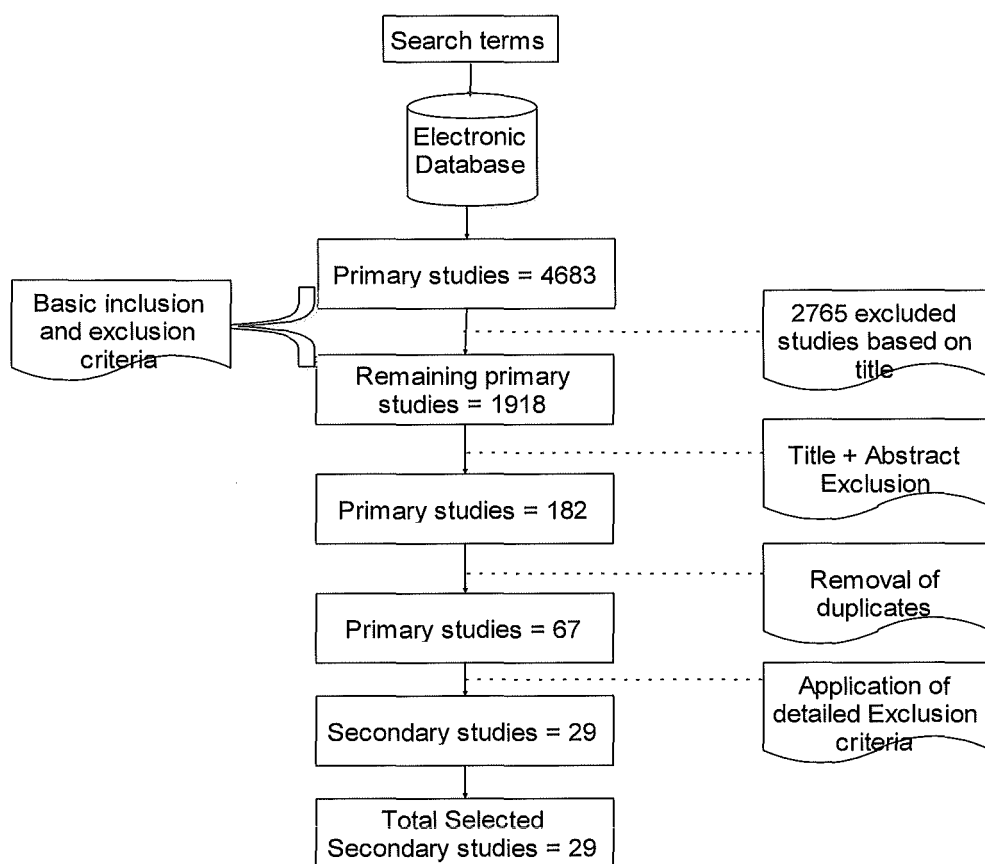 Search terms
Electronic
Database
Primary studies = 4683
Basic inclusion
and exclusion
criteria
2765 excluded
studies based on
title
Remaining primary
studies = 1918
Title + Abstract
Exclusion
Primary studies = 182
Removal of
duplicates
Primary studies = 67
Application of
detailed Exclusion
criteria
Secondary studies = 29
Total Selected
Secondary studies = 29